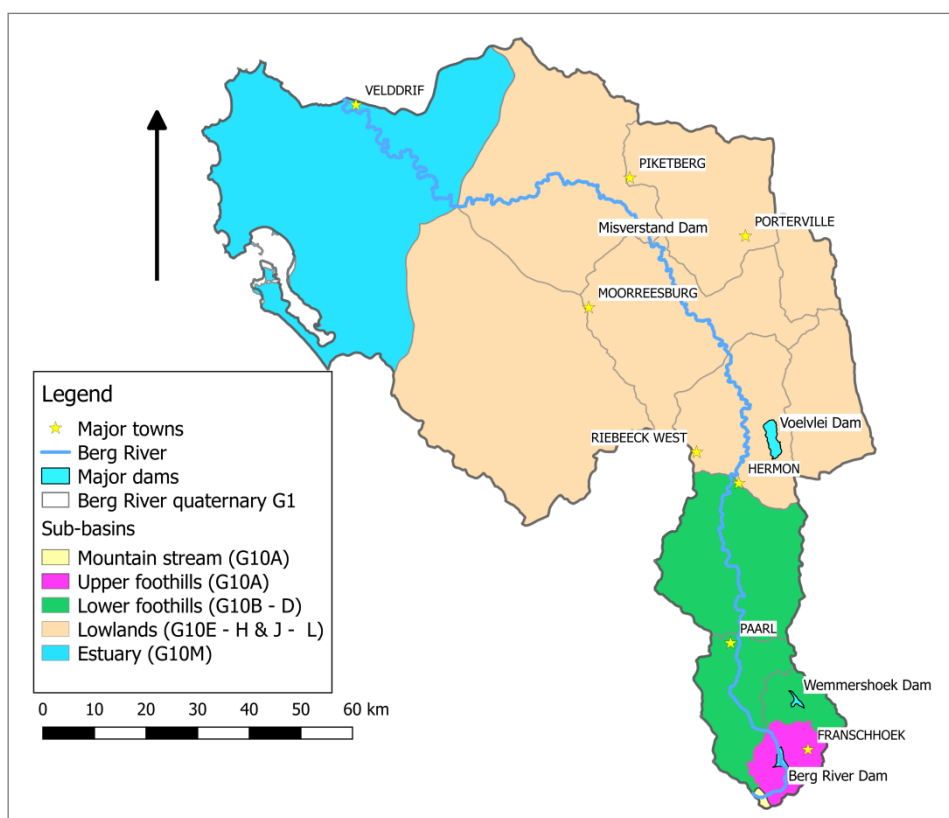 VELDDRIF
PIKETBERG
Misverstand Dam
PORTERVILLE
MOORREESBURG
Legend
Major towns
Berg River
Major dams
Berg River quaternary G1
Sub-basins
Mountain stream (G10A)
Upper foothills (G10A)
Lower foothills (G10B - D)
Lowlands (G10E - H & J - L)
Estuary (G10M)
0 10 20 30 40 50 60 km
Voelvlei Dam
RIEBEECK WEST
HERMON
PAARL
Wemmershoek Dam
FRANSCHHOEK
Berg River Dam